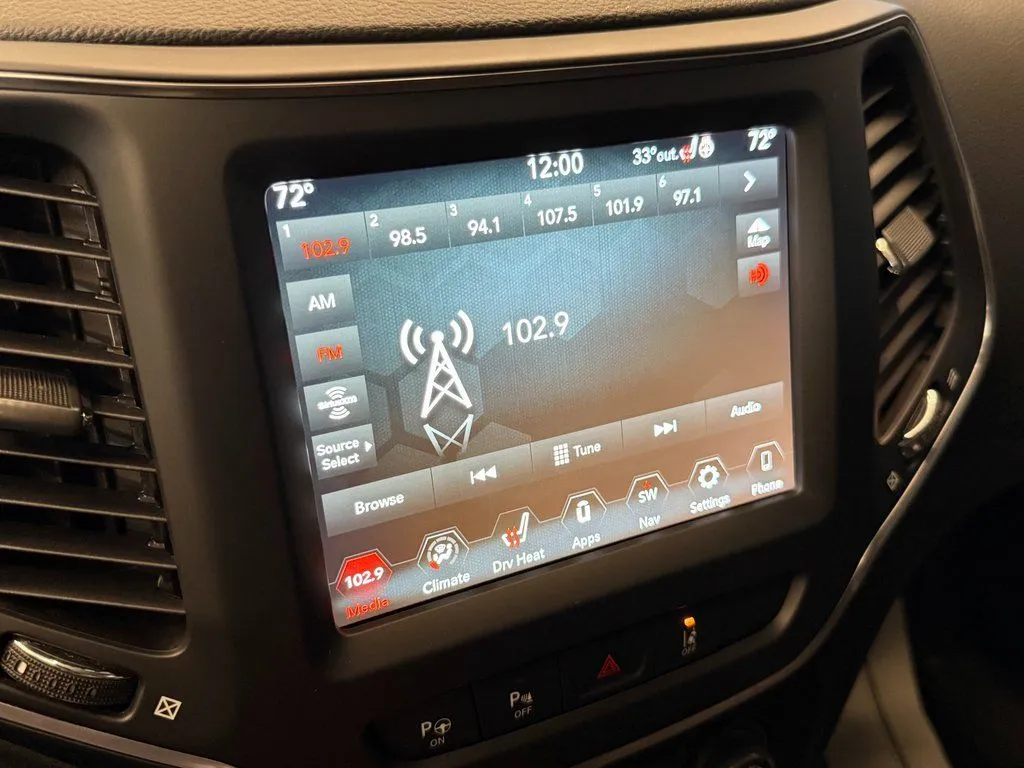 72° 12:00 33°out 72°
1 102.9 2 98.5 3 94.1 4 107.5 5 101.9 6 97.1
Map
AM
FM
102.9
SiriusXM
Source Select
Browse Tune Audio
102.9 SW
Media Climate Drv Heat Apps Nav Settings Phone
P ON
P OFF
OFF